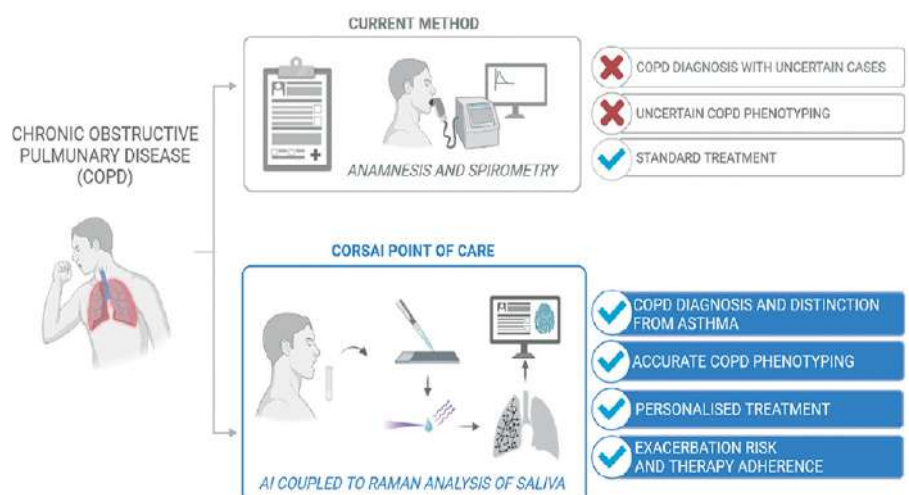 CURRENT METHOD
COPD DIAGNOSIS WITH UNCERTAIN CASES
UNCERTAIN COPD PHENOTYPING
STANDARD TREATMENT
ANAMNESIS AND SPIROMETRY
CHRONIC OBSTRUCTIVE
PULMUNARY DISEASE
(COPD)
CORSAI POINT OF CARE
COPD DIAGNOSIS AND DISTINCTION
FROM ASTHMA
ACCURATE COPD PHENOTYPING
PERSONALISED TREATMENT
EXACERBATION RISK
AND THERAPY ADHERENCE
AI COUPLED TO RAMAN ANALYSIS OF SALIVA